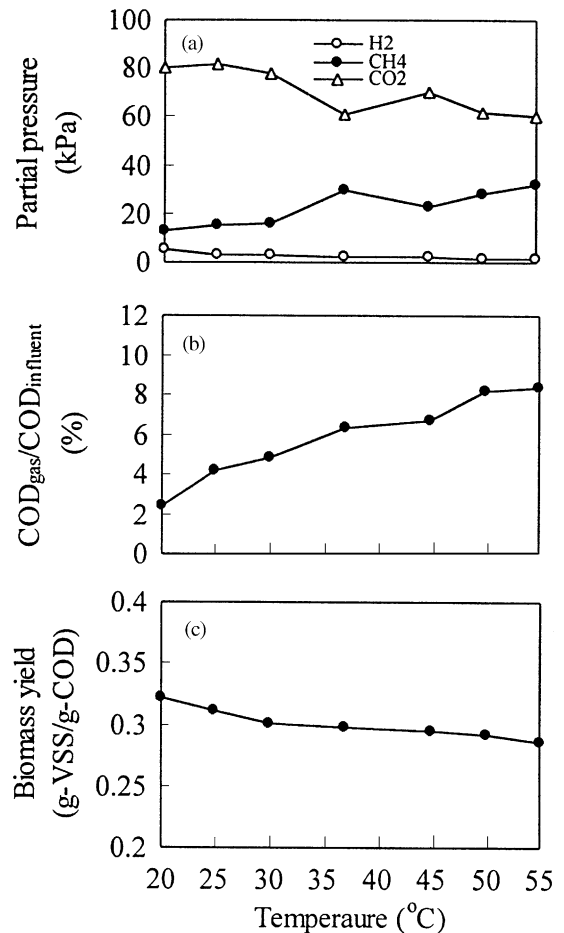 100
80
60
40
20
0
Partial pressure
(kPa)
(a)
H2
CH4
CO2
12
10
8
6
4
2
0
CODgas/CODinfluent
(%)
(b)
0.4
0.35
0.3
0.25
0.2
Biomass yield
(g-VSS/g-COD)
(c)
20 25 30 35 40 45 50 55
Temperaure (°C)